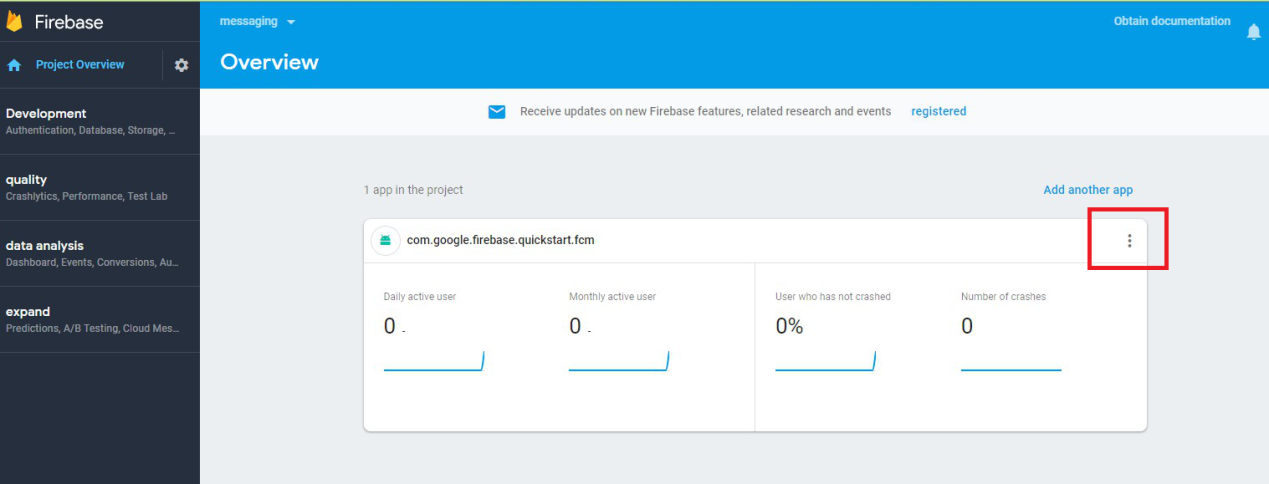 Firebase
Project Overview
Development
Authentication, Database, Storage, ...
quality
Crashlytics, Performance, Test Lab
data analysis
Dashboard, Events, Conversions, Au...
expand
Predictions, A/B Testing, Cloud Mes...
messaging
Obtain documentation
Overview
Receive updates on new Firebase features, related research and events registered
1 app in the project
Add another app
com.google.firebase.quickstart.fcm
Daily active user
0 -
Monthly active user
0 -
User who has not crashed
0%
Number of crashes
0